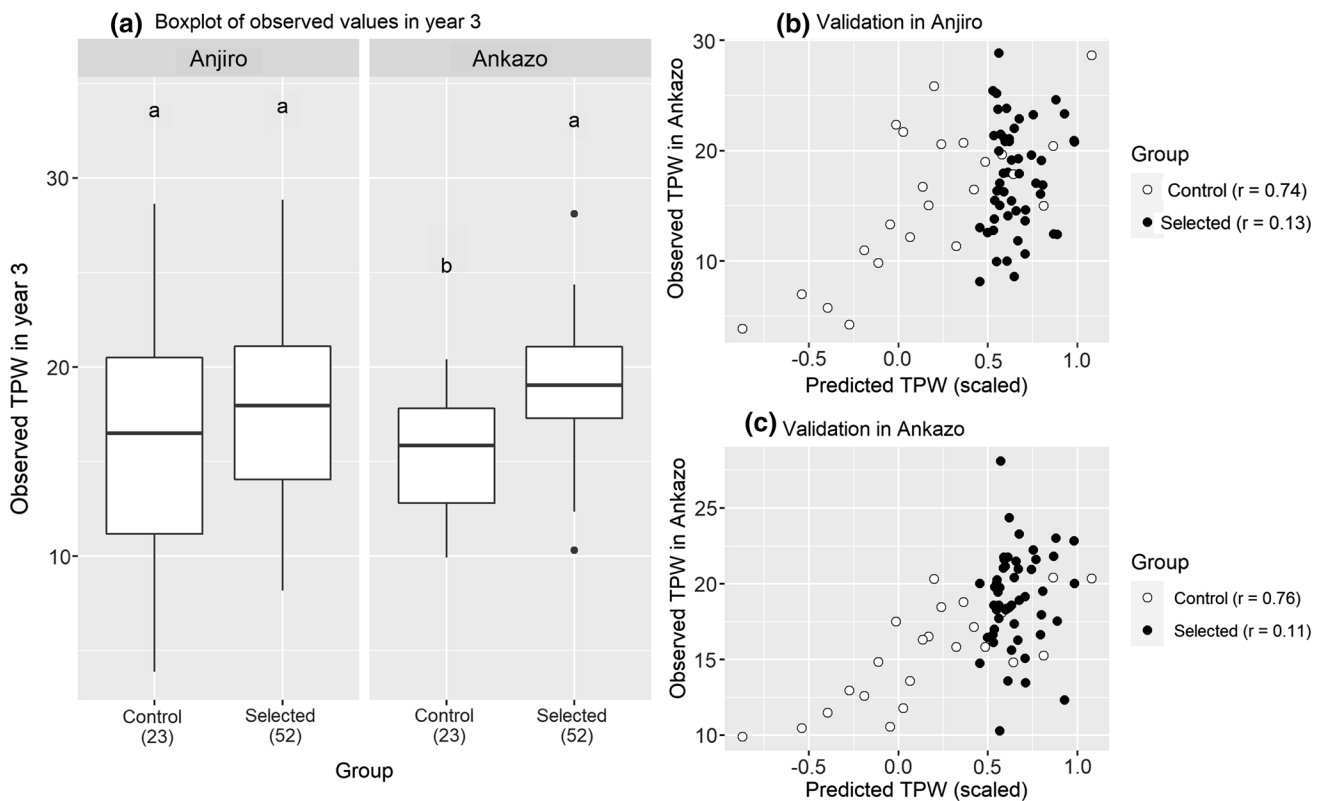 (a) Boxplot of observed values in year 3
Anjiro
Ankazo
Observed TPW in year 3
30
20
10
a
a
b
a
Control
(23)
Selected
(52)
Control
(23)
Selected
(52)
Group
(b) Validation in Anjiro
Observed TPW in Ankazo
30
20
10
-0.5
0.0
0.5
1.0
Predicted TPW (scaled)
Group
Control (r = 0.74)
Selected (r = 0.13)
(c) Validation in Ankazo
Observed TPW in Ankazo
25
20
15
10
-0.5
0.0
0.5
1.0
Predicted TPW (scaled)
Group
Control (r = 0.76)
Selected (r = 0.11)